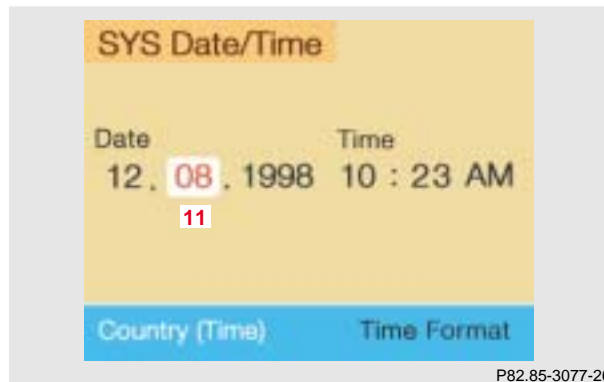 SYS Date/Time
Date Time
12 . 08 . 1998 10 : 23 AM
11
Country (Time) Time Format
P82.85-3077-26